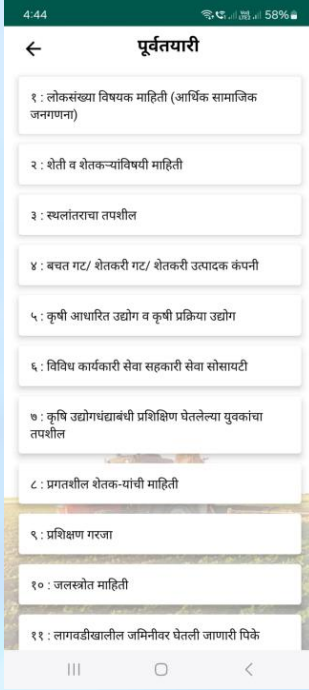 4:44 58%
पूर्वतयारी
१ : लोकसंख्या विषयक माहिती (आर्थिक सामाजिक
जनगणना)
२ : शेती व शेतकऱ्यांविषयी माहिती
३ : स्थलांतराचा तपशील
४ : बचत गट/ शेतकरी गट/ शेतकरी उत्पादक कंपनी
५ : कृषी आधारित उद्योग व कृषी प्रक्रिया उद्योग
६ : विविध कार्यकारी सेवा सहकारी सेवा सोसायटी
७ : कृषि उद्योगधंद्याबंधी प्रशिक्षिण घेतलेल्या युवकांचा
तपशील
८ : प्रगतशील शेतक-यांची माहिती
९ : प्रशिक्षण गरजा
१० : जलस्त्रोत माहिती
११ : लागवडीखालील जमिनीवर घेतली जाणारी पिके